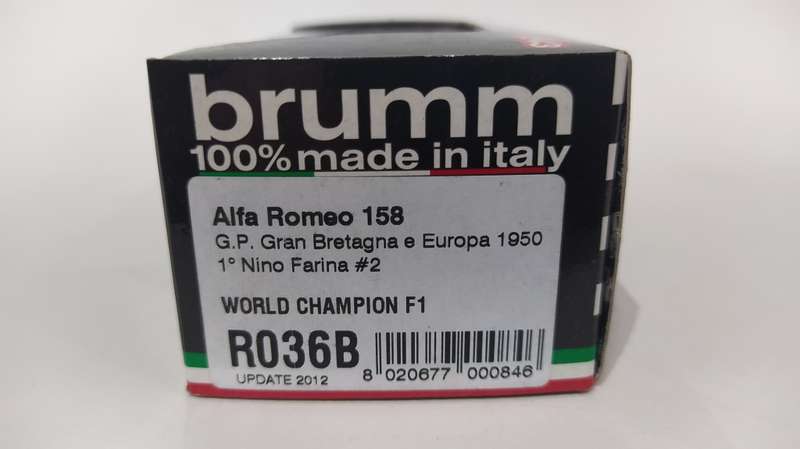 brumm
100% made in italy
Alfa Romeo 158
G.P. Gran Bretagna e Europa 1950
1° Nino Farina #2
WORLD CHAMPION F1
R036B
UPDATE 2012
8 020677 000846